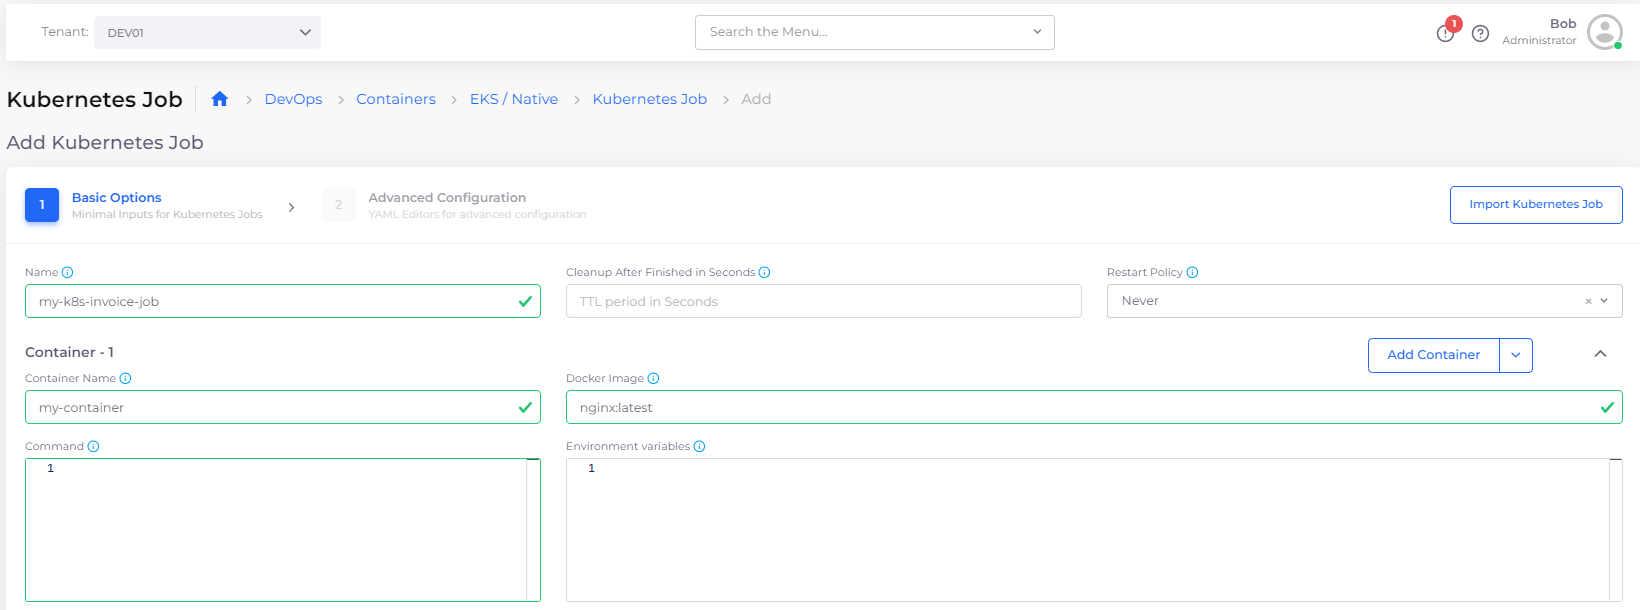 Tenant: DEV01 Search the Menu... 1 Bob
Administrator
Kubernetes Job > DevOps > Containers > EKS / Native > Kubernetes Job > Add
Add Kubernetes Job
1 Basic Options
Minimal Inputs for Kubernetes Jobs
2 Advanced Configuration
YAML Editors for advanced configuration
Import Kubernetes Job
Name
my-k8s-invoice-job
Cleanup After Finished in Seconds
TTL period in Seconds
Restart Policy
Never
Container - 1
Add Container
Container Name
my-container
Docker Image
nginx:latest
Command
1
Environment variables
1